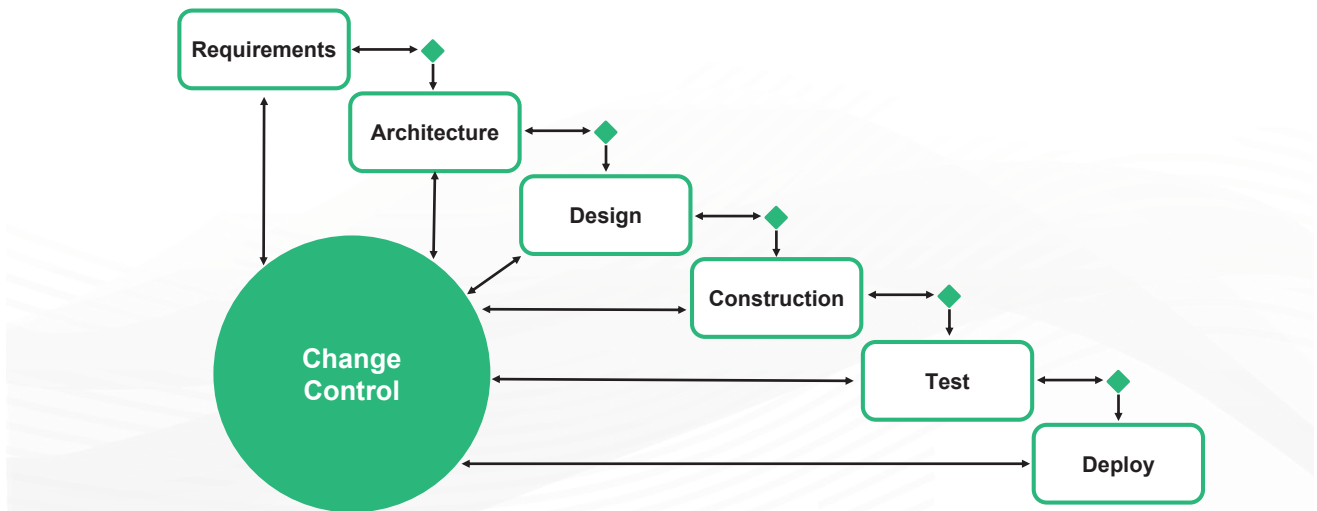 Requirements
Architecture
Design
Construction
Change
Control
Test
Deploy